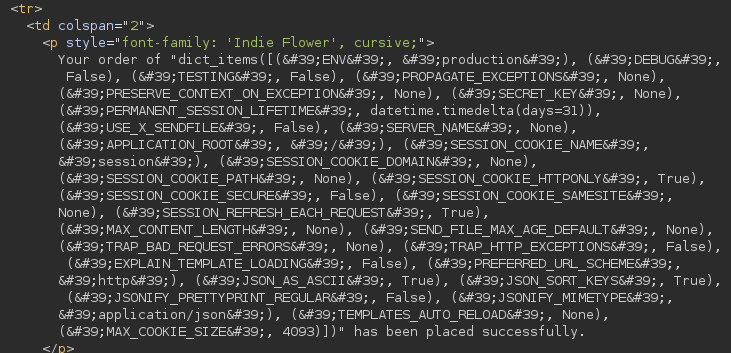 <tr>
<td colspan="2">
<p style="font-family: 'Indie Flower', cursive;">
Your order of "dict_items([(&#39;ENV&#39;, &#39;production&#39;), (&#39;DEBUG&#39;,
False), (&#39;TESTING&#39;, False), (&#39;PROPAGATE_EXCEPTIONS&#39;, None),
(&#39;PRESERVE_CONTEXT_ON_EXCEPTION&#39;, None), (&#39;SECRET_KEY&#39;, None),
(&#39;PERMANENT_SESSION_LIFETIME&#39;, datetime.timedelta(days=31)),
(&#39;USE_X_SENDFILE&#39;, False), (&#39;SERVER_NAME&#39;, None),
(&#39;APPLICATION_ROOT&#39;, &#39;/&#39;), (&#39;SESSION_COOKIE_NAME&#39;,
&#39;session&#39;), (&#39;SESSION_COOKIE_DOMAIN&#39;, None),
(&#39;SESSION_COOKIE_PATH&#39;, None), (&#39;SESSION_COOKIE_HTTPONLY&#39;, True),
(&#39;SESSION_COOKIE_SECURE&#39;, False), (&#39;SESSION_COOKIE_SAMESITE&#39;,
None), (&#39;SESSION_REFRESH_EACH_REQUEST&#39;, True),
(&#39;MAX_CONTENT_LENGTH&#39;, None), (&#39;SEND_FILE_MAX_AGE_DEFAULT&#39;, None),
(&#39;TRAP_BAD_REQUEST_ERRORS&#39;, None), (&#39;TRAP_HTTP_EXCEPTIONS&#39;, False),
(&#39;EXPLAIN_TEMPLATE_LOADING&#39;, False), (&#39;PREFERRED_URL_SCHEME&#39;,
&#39;http&#39;), (&#39;JSON_AS_ASCII&#39;, True), (&#39;JSON_SORT_KEYS&#39;, True),
(&#39;JSONIFY_PRETTYPRINT_REGULAR&#39;, False), (&#39;JSONIFY_MIMETYPE&#39;,
&#39;application/json&#39;), (&#39;TEMPLATES_AUTO_RELOAD&#39;, None),
(&#39;MAX_COOKIE_SIZE&#39;, 4093)])" has been placed successfully.
</p>